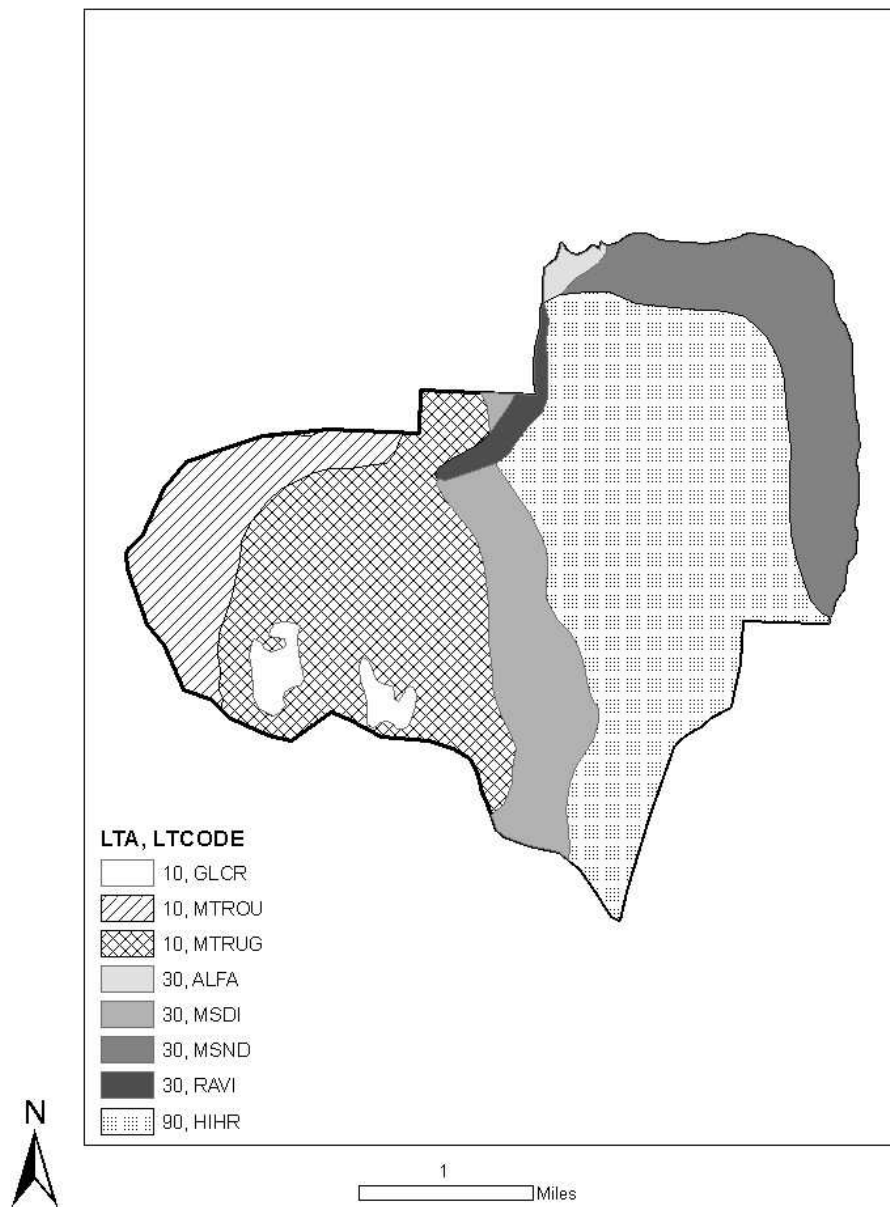 LTA, LTCODE
10, GLCR
10, MTROU
10, MTRUG
30, ALFA
30, MSDI
30, MSND
30, RAVI
90, HIHR
N
1
Miles